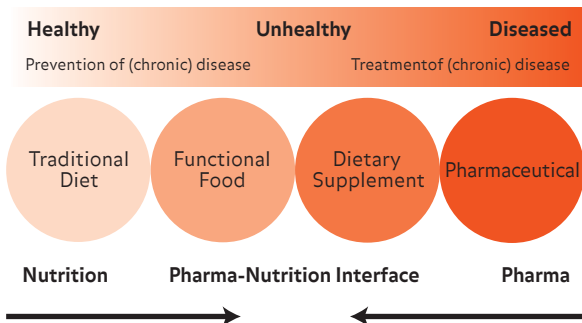 Healthy Unhealthy Diseased
Prevention of (chronic) disease Treatmentof (chronic) disease
Traditional Functional Dietary Pharmaceutical
Diet Food Supplement
Nutrition Pharma-Nutrition Interface Pharma